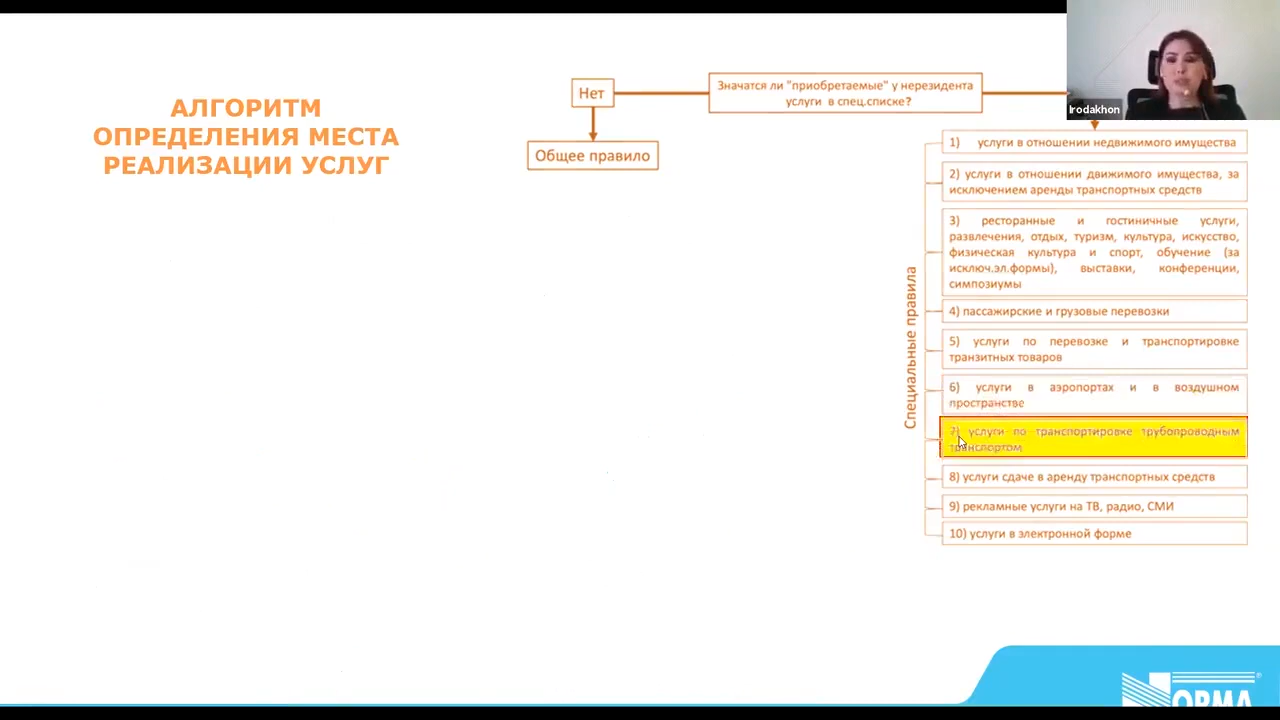 АЛГОРИТМ
ОПРЕДЕЛЕНИЯ МЕСТА
РЕАЛИЗАЦИИ УСЛУГ
Нет
Значатся ли "приобретаемые" у нерезидента
услуги в спец.списке?
Irodakhon
Общее правило
Специальные правила
1) услуги в отношении недвижимого имущества
2) услуги в отношении движимого имущества, за
исключением аренды транспортных средств
3) ресторанные и гостиничные услуги,
развлечения, отдых, туризм, культура, искусство,
физическая культура и спорт, обучение (за
исключ.эл.формы), выставки, конференции,
симпозиумы
4) пассажирские и грузовые перевозки
5) услуги по перевозке и транспортировке
транзитных товаров
6) услуги в аэропортах и в воздушном
пространстве
7) услуги по транспортировке трубопроводным
транспортом
8) услуги сдаче в аренду транспортных средств
9) рекламные услуги на ТВ, радио, СМИ
10) услуги в электронной форме
ОРМА